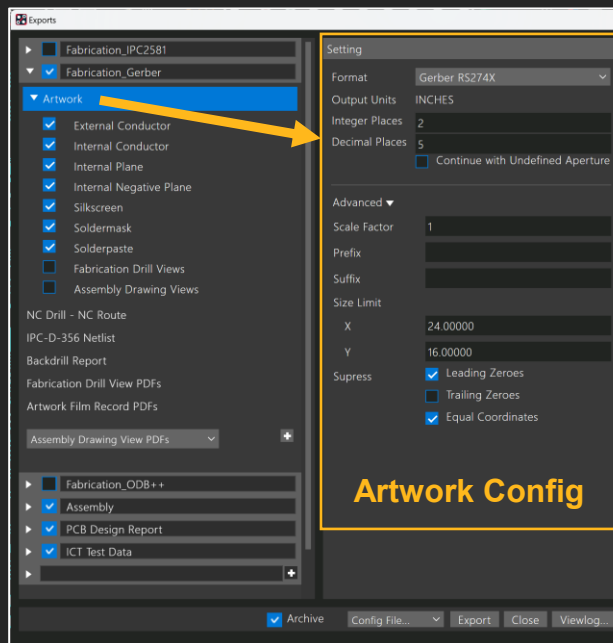 Exports
Fabrication_IPC2581
Fabrication_Gerber
Artwork
External Conductor
Internal Conductor
Internal Plane
Internal Negative Plane
Silkscreen
Soldermask
Solderpaste
Fabrication Drill Views
Assembly Drawing Views
NC Drill - NC Route
IPC-D-356 Netlist
Backdrill Report
Fabrication Drill View PDFs
Artwork Film Record PDFs
Assembly Drawing View PDFs
Fabrication_ODB++
Assembly
PCB Design Report
ICT Test Data
Setting
Format Gerber RS274X
Output Units INCHES
Integer Places 2
Decimal Places 5
Continue with Undefined Aperture
Advanced
Scale Factor 1
Prefix
Suffix
Size Limit
X 24.00000
Y 16.00000
Supress Leading Zeroes
Trailing Zeroes
Equal Coordinates
Artwork Config
Archive Config File... Export Close Viewlog...